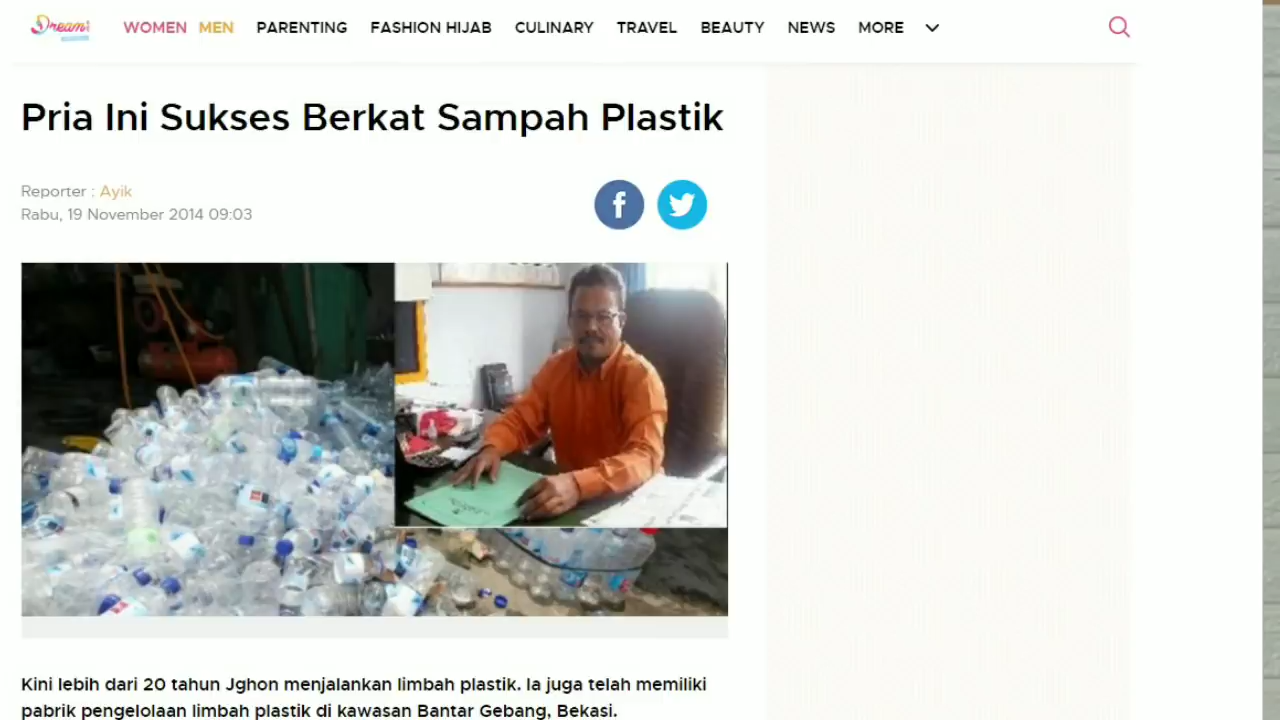 Dream
WOMEN MEN PARENTING FASHION HIJAB CULINARY TRAVEL BEAUTY NEWS MORE
Pria Ini Sukses Berkat Sampah Plastik
Reporter : Ayik
Rabu, 19 November 2014 09:03
Kini lebih dari 20 tahun Jghon menjalankan limbah plastik. Ia juga telah memiliki
pabrik pengelolaan limbah plastik di kawasan Bantar Gebang, Bekasi.